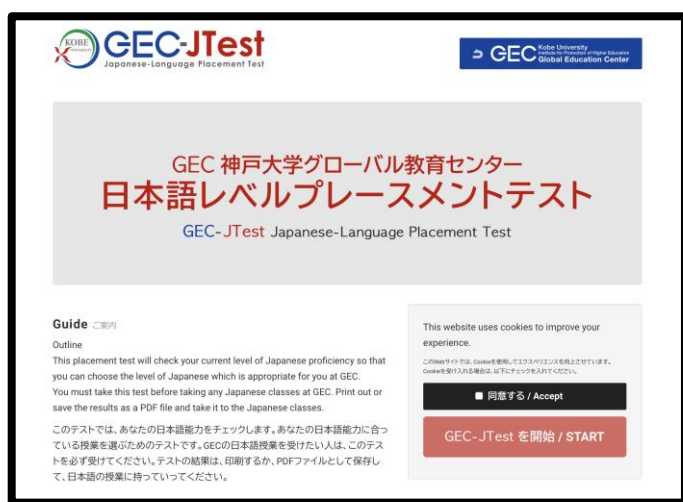 KOBE
GEC-JTest
Japanese-Language Placement Test
GEC Kobe University
Institute for Promotion of Higher Education
Global Education Center
GEC 神戸大学グローバル教育センター
日本語レベルプレースメントテスト
GEC-JTest Japanese-Language Placement Test
Guide ご案内
Outline
This placement test will check your current level of Japanese proficiency so that
you can choose the level of Japanese which is appropriate for you at GEC.
You must take this test before taking any Japanese classes at GEC. Print out or
save the results as a PDF file and take it to the Japanese classes.
このテストでは、あなたの日本語能力をチェックします。あなたの日本語能力に合っ
ている授業を選ぶためのテストです。GECの日本語授業を受けたい人は、このテス
トを必ず受けてください。テストの結果は、印刷するか、PDFファイルとして保存し
て、日本語の授業に持っていってください。
This website uses cookies to improve your
experience.
このWebサイトでは、Cookieを使用してエクスペリエンスを向上させています。
Cookieを受け入れる場合は、以下にチェックを入れてください。
同意する / Accept
GEC-JTest を開始 / START